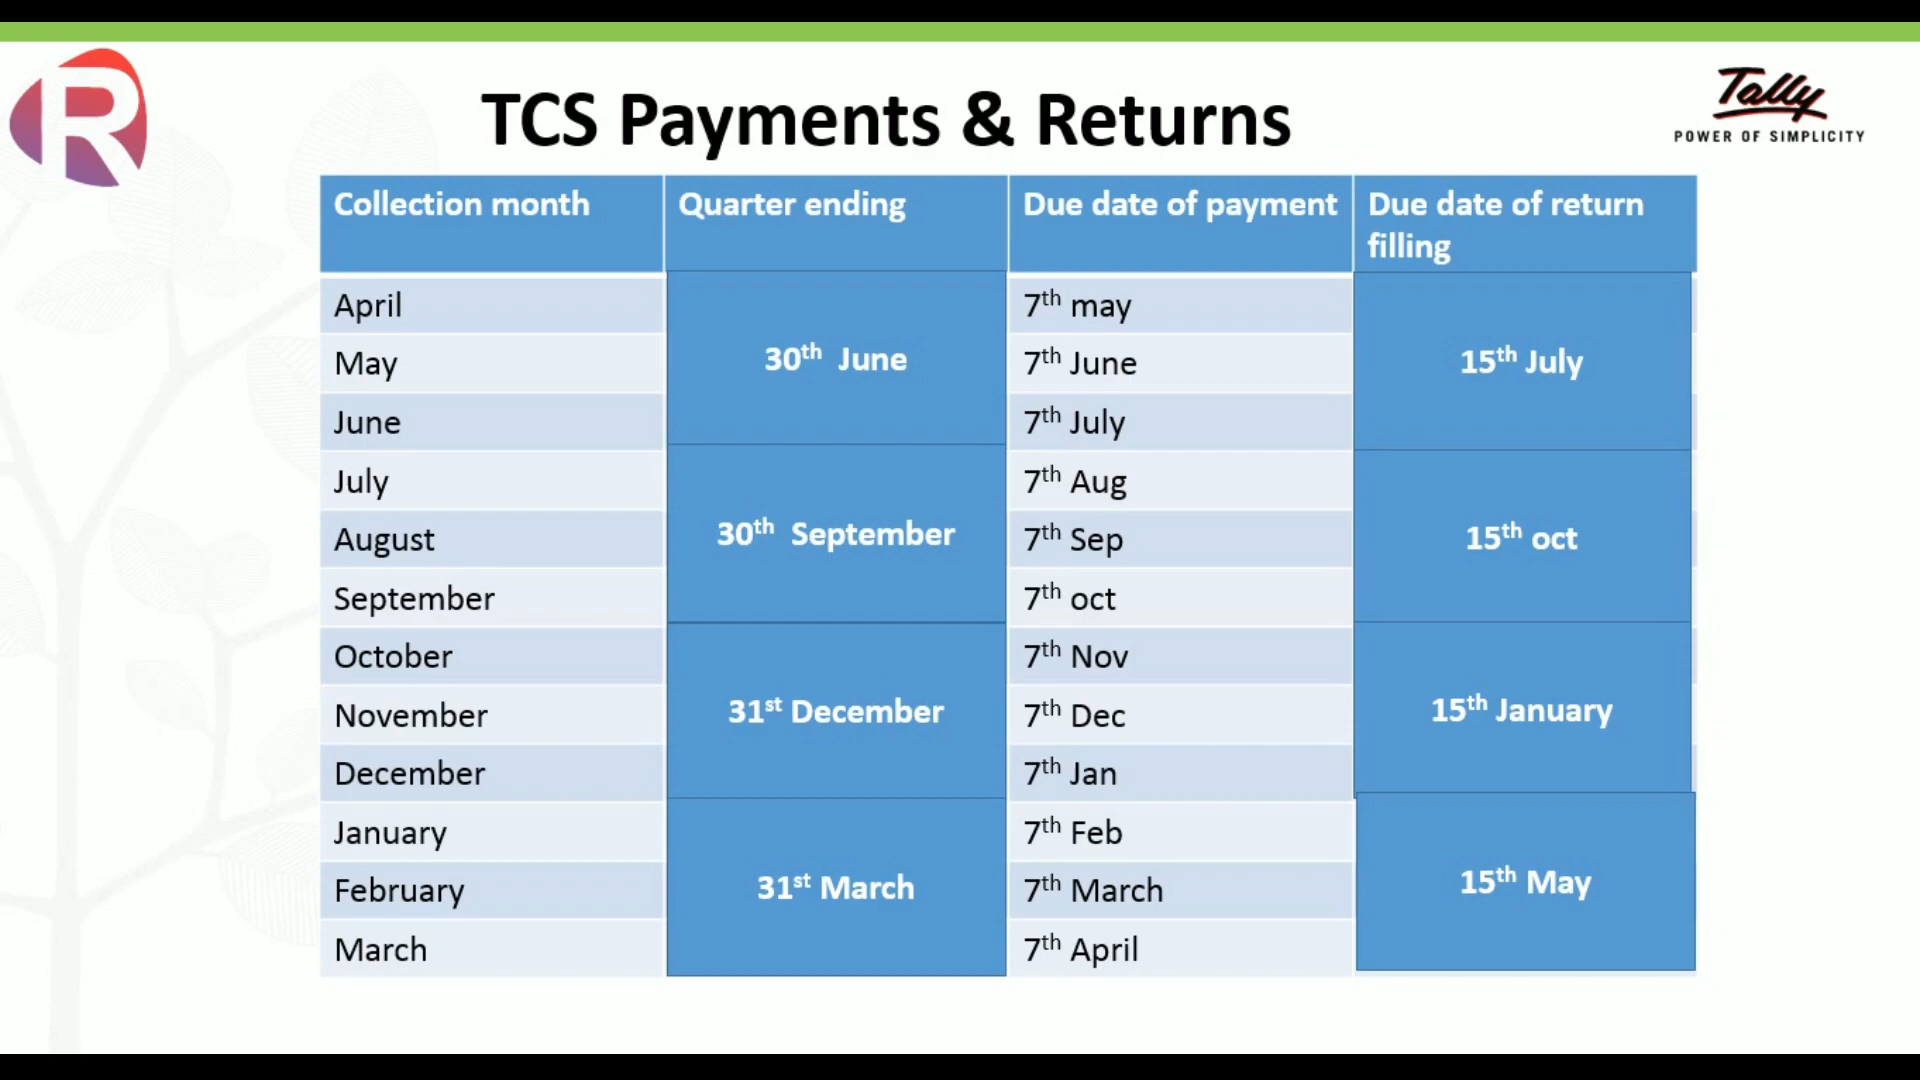 R
TCS Payments & Returns
Tally
POWER OF SIMPLICITY
Collection month
Quarter ending
Due date of payment
Due date of return
filling
April
7th may
May
30th June
7th June
15th July
June
7th July
July
7th Aug
August
30th September
7th Sep
15th oct
September
7th oct
October
7th Nov
November
31st December
7th Dec
15th January
December
7th Jan
January
7th Feb
February
31st March
7th March
15th May
March
7th April